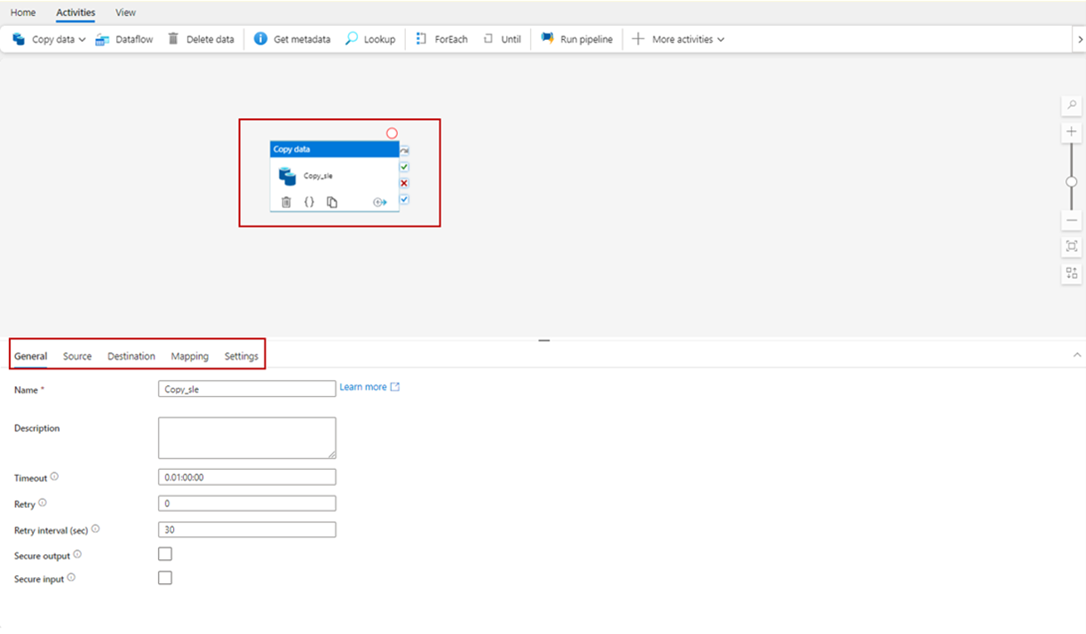 Home Activities View
Copy data Dataflow Delete data Get metadata Lookup ForEach Until Run pipeline More activities
Copy data
Copy_sle
General Source Destination Mapping Settings
Name * Copy_sle Learn more
Description
Timeout 0.01:00:00
Retry 0
Retry interval (sec) 30
Secure output
Secure input